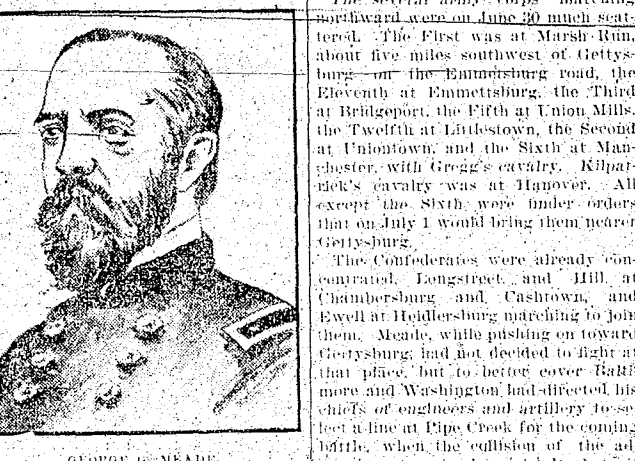 The several army corps marching
northward were on June 30 much scat-
tered. The First was at Marsh Run,
about five miles southwest of Gettys-
burg on the Emmetsburg road, the
Eleventh at Emmettsburg, the Third
at Bridgeport, the Fifth at Union Mills,
the Twelfth at Littlestown, the Second
at Uniontown, and the Sixth at Man-
chester, with Gregg's cavalry. Kilpat-
rick's cavalry was at Hanover. All
except the Sixth were under orders
that on July 1 would bring them nearer
Gettysburg.
The Confederates were already con-
centrated, Longstreet and Hill at
Chambersburg and Cashtown, and
Ewell at Heidlersburg marching to join
them. Meade, while pushing on toward
Gettysburg, had not decided to fight at
that place, but to better cover Balti
more and Washington had directed his
chiefs of engineers and artillery to se-
lect a line at Pipe Creek for the coming
battle, when the collision of the ad
GEORGE G. MEADE